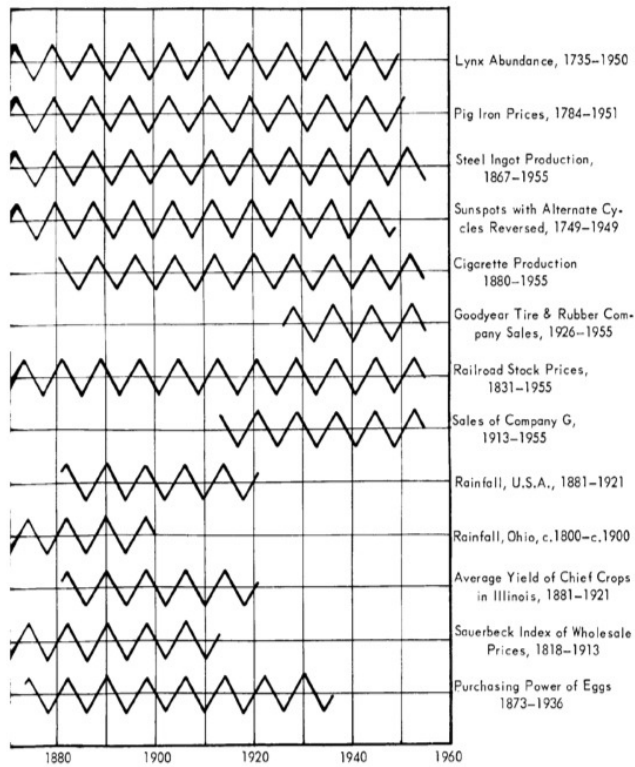 Lynx Abundance, 1735–1950
Pig Iron Prices, 1784–1951
Steel Ingot Production,
1867–1955
Sunspots with Alternate Cy-
cles Reversed, 1749–1949
Cigarette Production
1880–1955
Goodyear Tire & Rubber Com-
pany Sales, 1926–1955
Railroad Stock Prices,
1831–1955
Sales of Company G,
1913–1955
Rainfall, U.S.A., 1881–1921
Rainfall, Ohio, c.1800–c.1900
Average Yield of Chief Crops
in Illinois, 1881–1921
Sauerbeck Index of Wholesale
Prices, 1818–1913
Purchasing Power of Eggs
1873–1936
1880 1900 1920 1940 1960